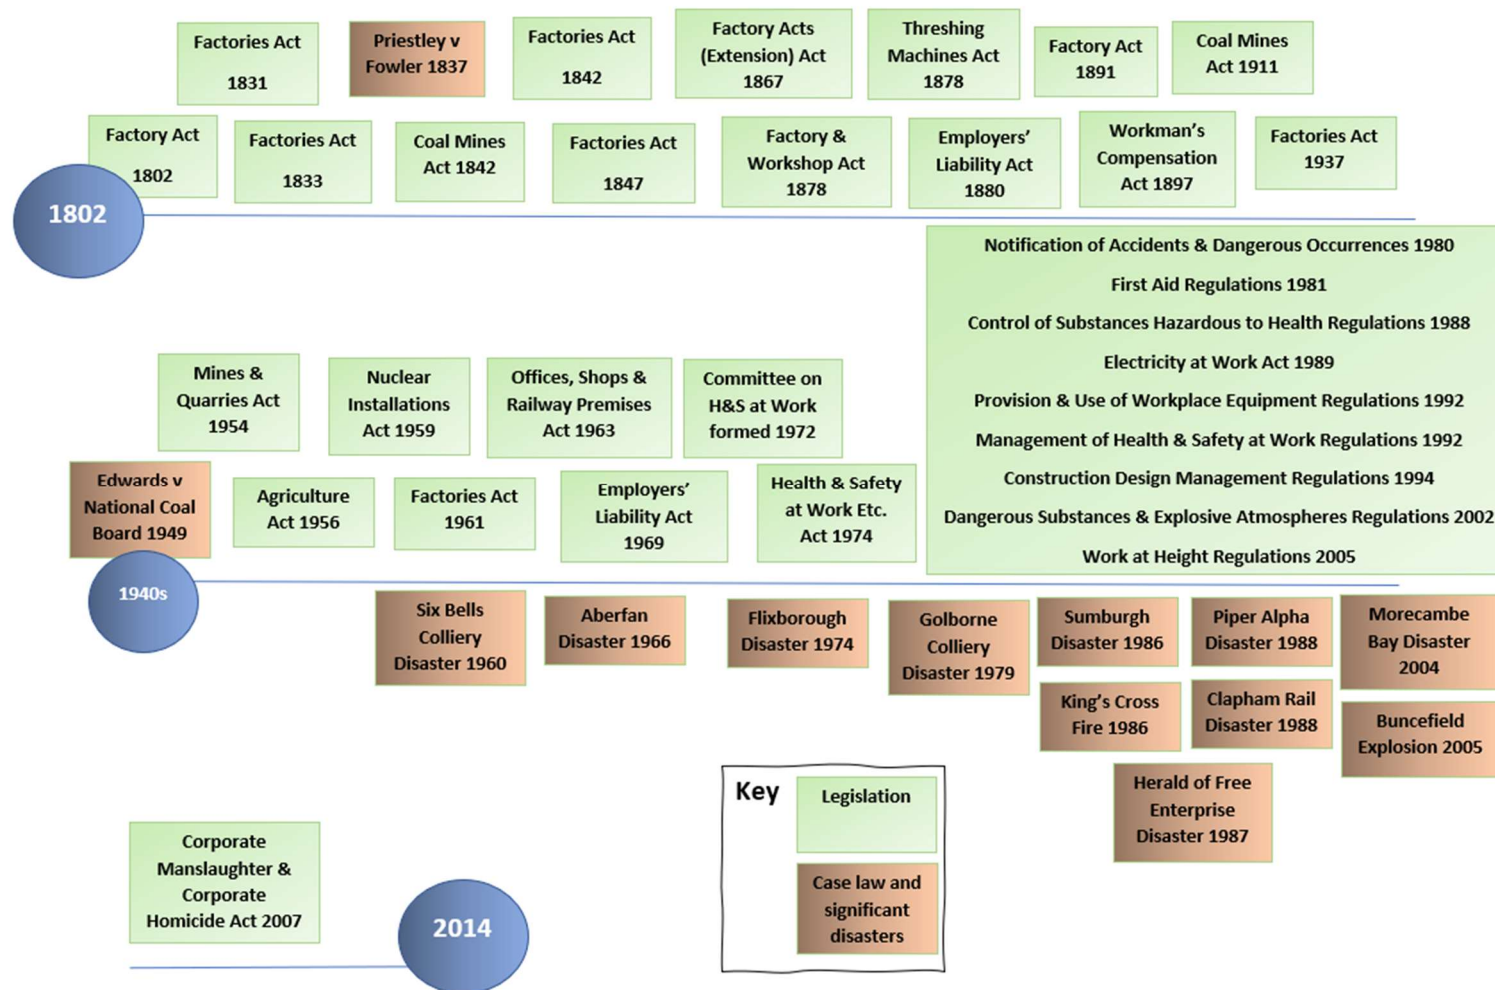 Factories Act
1831
Priestley v
Fowler 1837
Factories Act
1842
Factory Acts
(Extension) Act
1867
Threshing
Machines Act
1878
Factory Act
1891
Coal Mines
Act 1911
Factory Act
1802
Factories Act
1833
Coal Mines
Act 1842
Factories Act
1847
Factory &
Workshop Act
1878
Employers'
Liability Act
1880
Workman's
Compensation
Act 1897
Factories Act
1937
1802
Notification of Accidents & Dangerous Occurrences 1980
First Aid Regulations 1981
Control of Substances Hazardous to Health Regulations 1988
Electricity at Work Act 1989
Provision & Use of Workplace Equipment Regulations 1992
Management of Health & Safety at Work Regulations 1992
Construction Design Management Regulations 1994
Dangerous Substances & Explosive Atmospheres Regulations 2002
Work at Height Regulations 2005
Mines &
Quarries Act
1954
Nuclear
Installations
Act 1959
Offices, Shops &
Railway Premises
Act 1963
Committee on
H&S at Work
formed 1972
Edwards v
National Coal
Board 1949
Agriculture
Act 1956
Factories Act
1961
Employers'
Liability Act
1969
Health & Safety
at Work Etc.
Act 1974
1940s
Six Bells
Colliery
Disaster 1960
Aberfan
Disaster 1966
Flixborough
Disaster 1974
Golborne
Colliery
Disaster 1979
Sumburgh
Disaster 1986
Piper Alpha
Disaster 1988
Morecambe
Bay Disaster
2004
King's Cross
Fire 1986
Clapham Rail
Disaster 1988
Buncefield
Explosion 2005
Herald of Free
Enterprise
Disaster 1987
Key
Legislation
Case law and
significant
disasters
Corporate
Manslaughter &
Corporate
Homicide Act 2007
2014